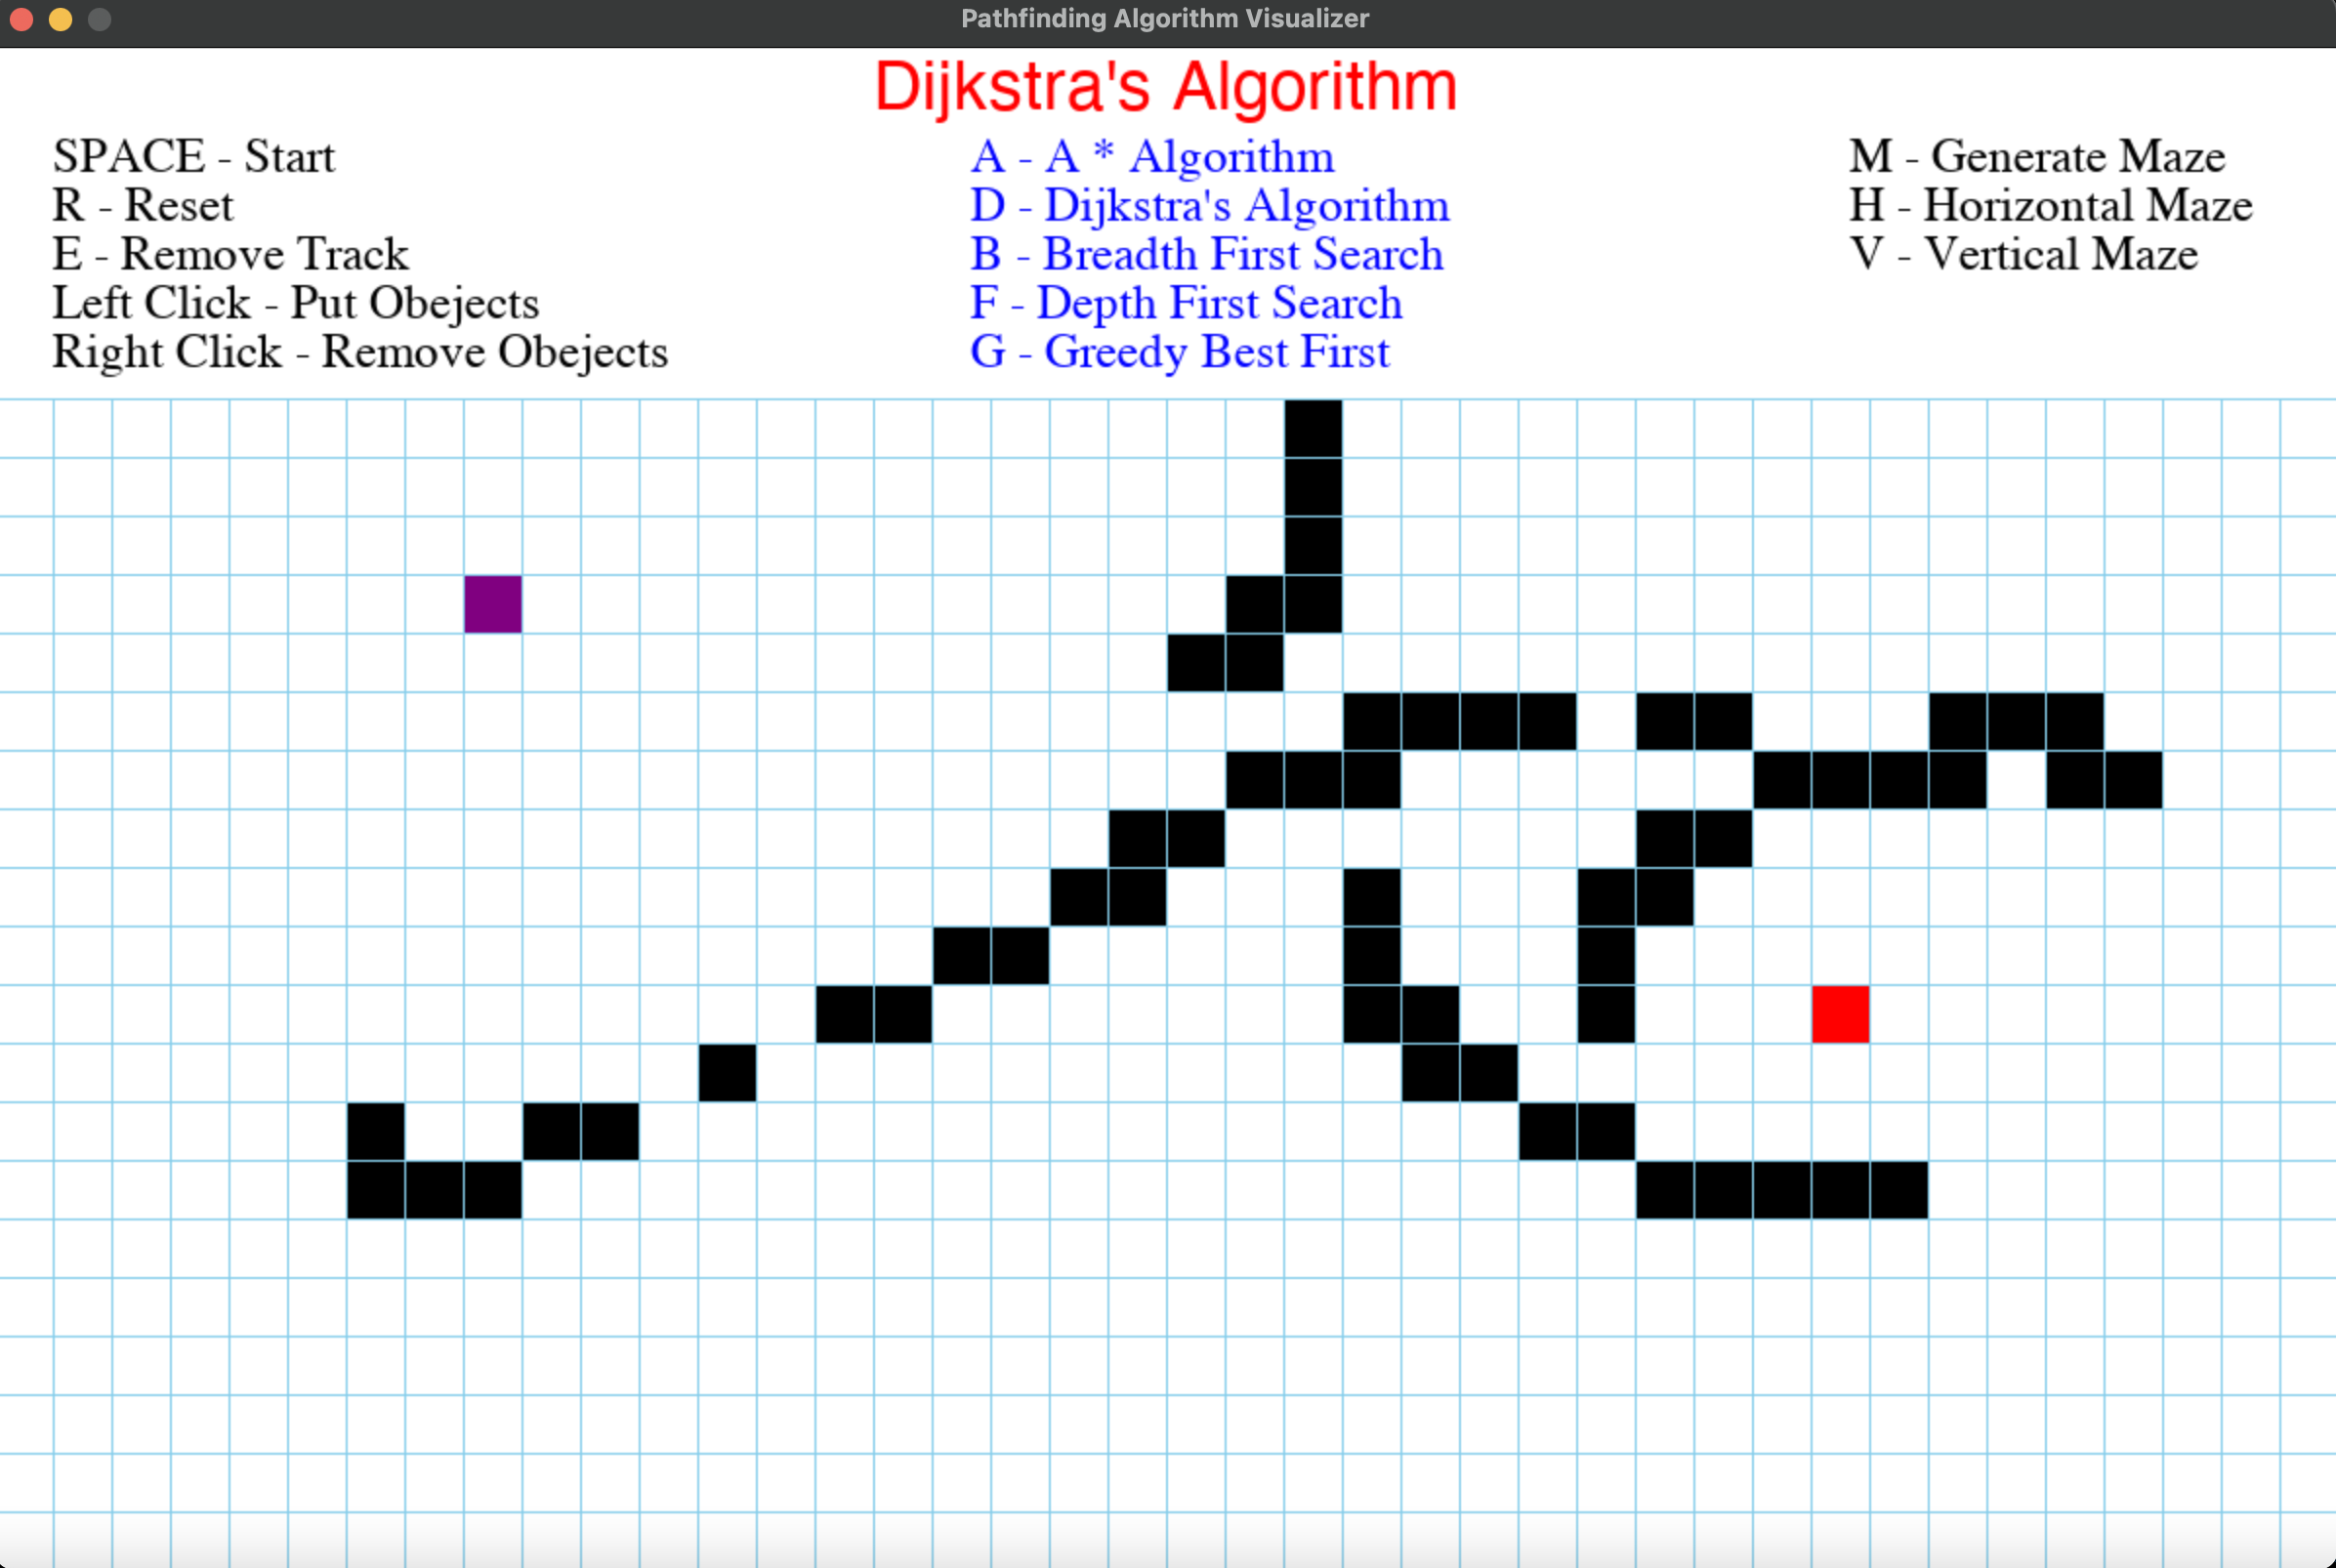 Pathfinding Algorithm Visualizer
Dijkstra's Algorithm
SPACE - Start
R - Reset
E - Remove Track
Left Click - Put Obejects
Right Click - Remove Obejects
A - A * Algorithm
D - Dijkstra's Algorithm
B - Breadth First Search
F - Depth First Search
G - Greedy Best First
M - Generate Maze
H - Horizontal Maze
V - Vertical Maze